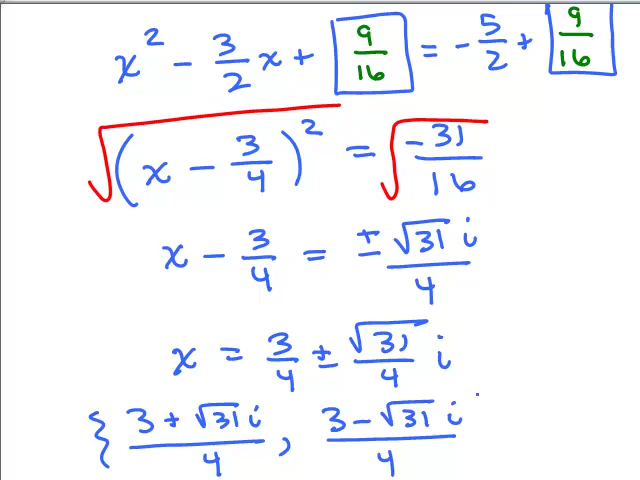 x² - 3/2 x + 9/16 = - 5/2 + 9/16
√(x - 3/4)² = √(-31/16)
x - 3/4 = ± √31 i/4
x = 3/4 ± √31/4 i
{ 3 + √31 i/4 , 3 - √31 i/4